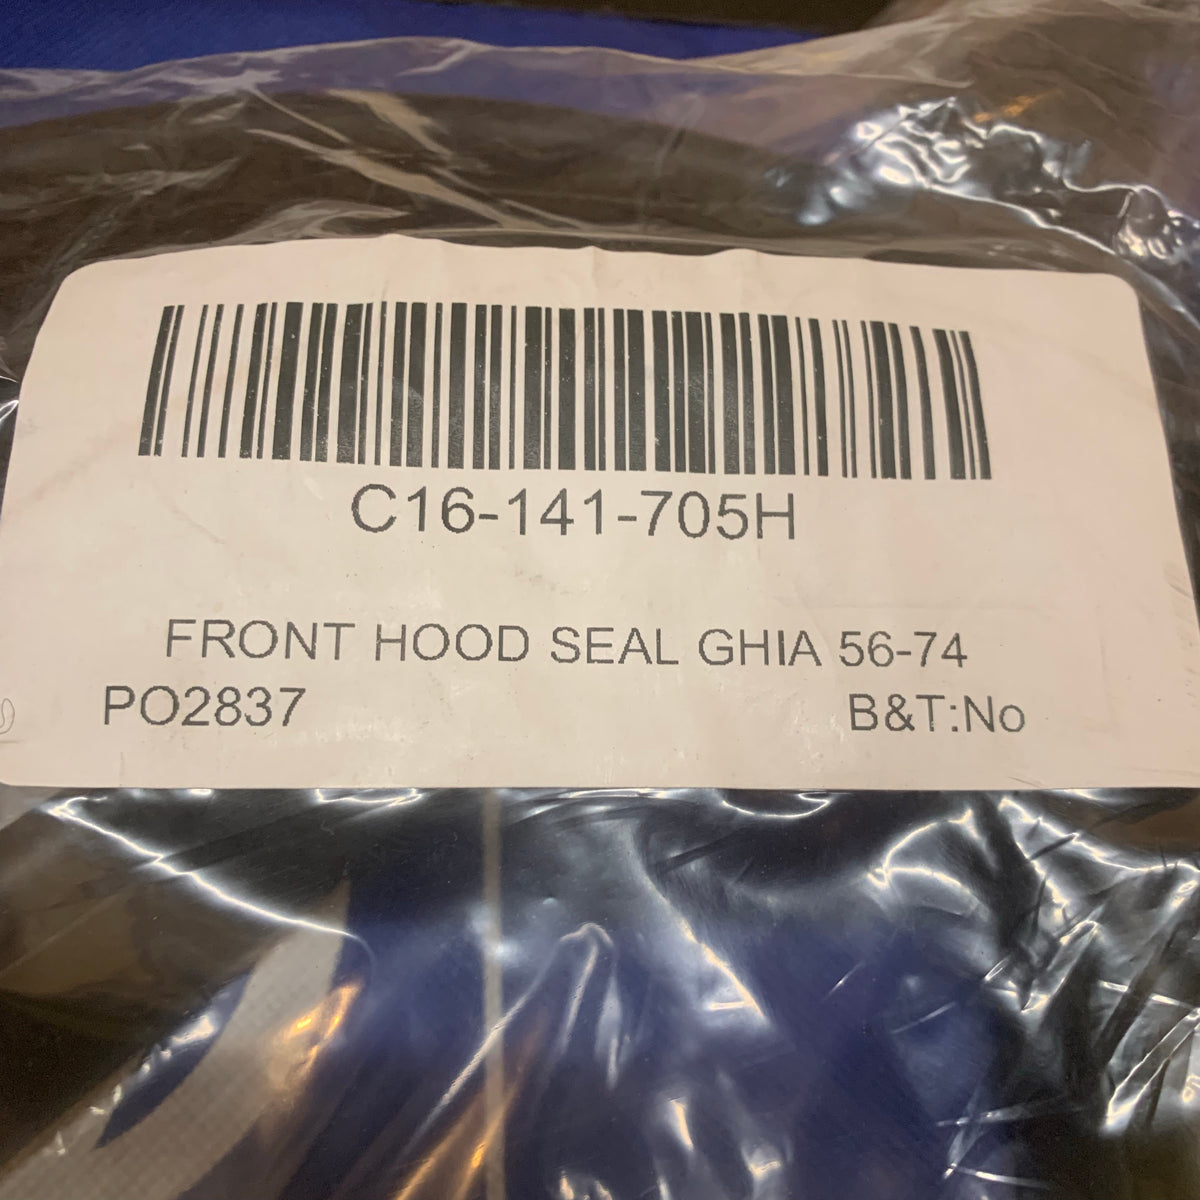 C16-141-705H
FRONT HOOD SEAL GHIA 56-74
PO2837
B&T:No